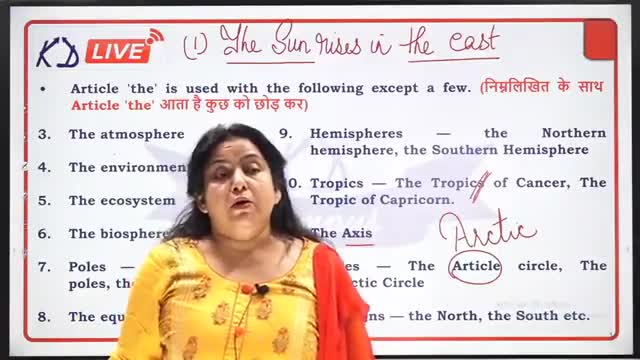 KD LIVE (1) The Sun rises in the east
• Article 'the' is used with the following except a few. (निम्नलिखित के साथ
Article 'the' आता है कुछ को छोड़ कर)
3. The atmosphere
4. The environmen
5. The ecosystem
6. The biosphere
7. Poles —
poles, the
8. The equ
9. Hemispheres — the Northern
hemisphere, the Southern Hemisphere
0. Tropics — The Tropics of Cancer, The
Tropic of Capricorn.
The Axis
Arctic
es — The Article circle, The
ctic Circle
ns — the North, the South etc.